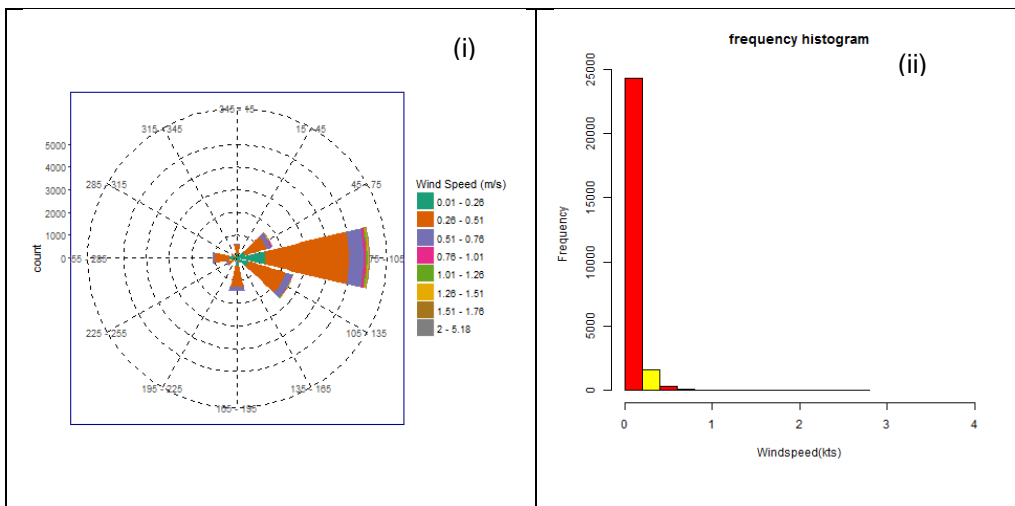 (i)
345 - 15
315 - 345
15 - 45
5000
4000
3000
2000
1000
0
count
285 - 315
45 - 75
255 - 285
75 - 105
225 - 255
105 - 135
195 - 225
135 - 165
165 - 195
Wind Speed (m/s)
0.01 - 0.26
0.26 - 0.51
0.51 - 0.76
0.76 - 1.01
1.01 - 1.26
1.26 - 1.51
1.51 - 1.76
2 - 5.18
frequency histogram
(ii)
25000
20000
15000
10000
5000
0
Frequency
0 1 2 3 4
Windspeed(kts)